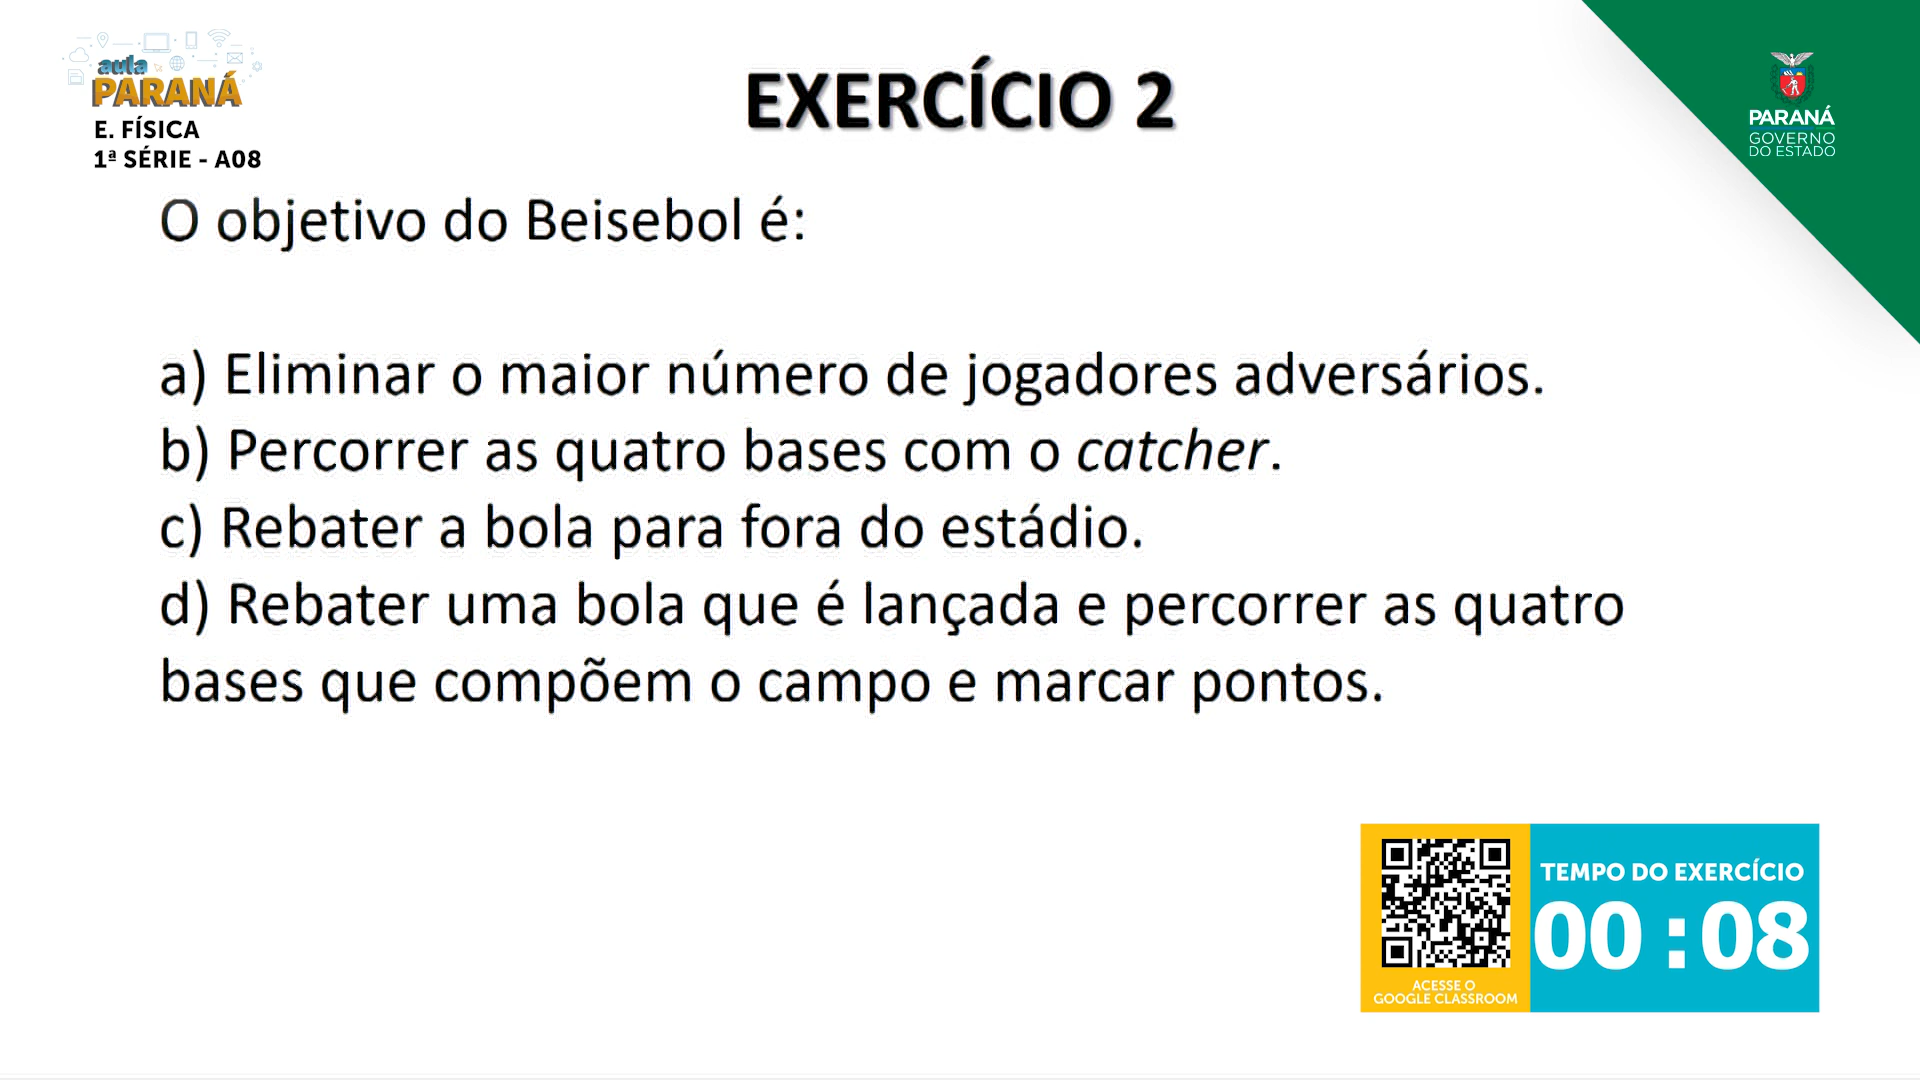 aula
PARANÁ
E. FÍSICA
1ª SÉRIE - A08
EXERCÍCIO 2
PARANÁ
GOVERNO
DO ESTADO
O objetivo do Beisebol é:
a) Eliminar o maior número de jogadores adversários.
b) Percorrer as quatro bases com o catcher.
c) Rebater a bola para fora do estádio.
d) Rebater uma bola que é lançada e percorrer as quatro
bases que compõem o campo e marcar pontos.
ACESSE O
GOOGLE CLASSROOM
TEMPO DO EXERCÍCIO
00 : 08